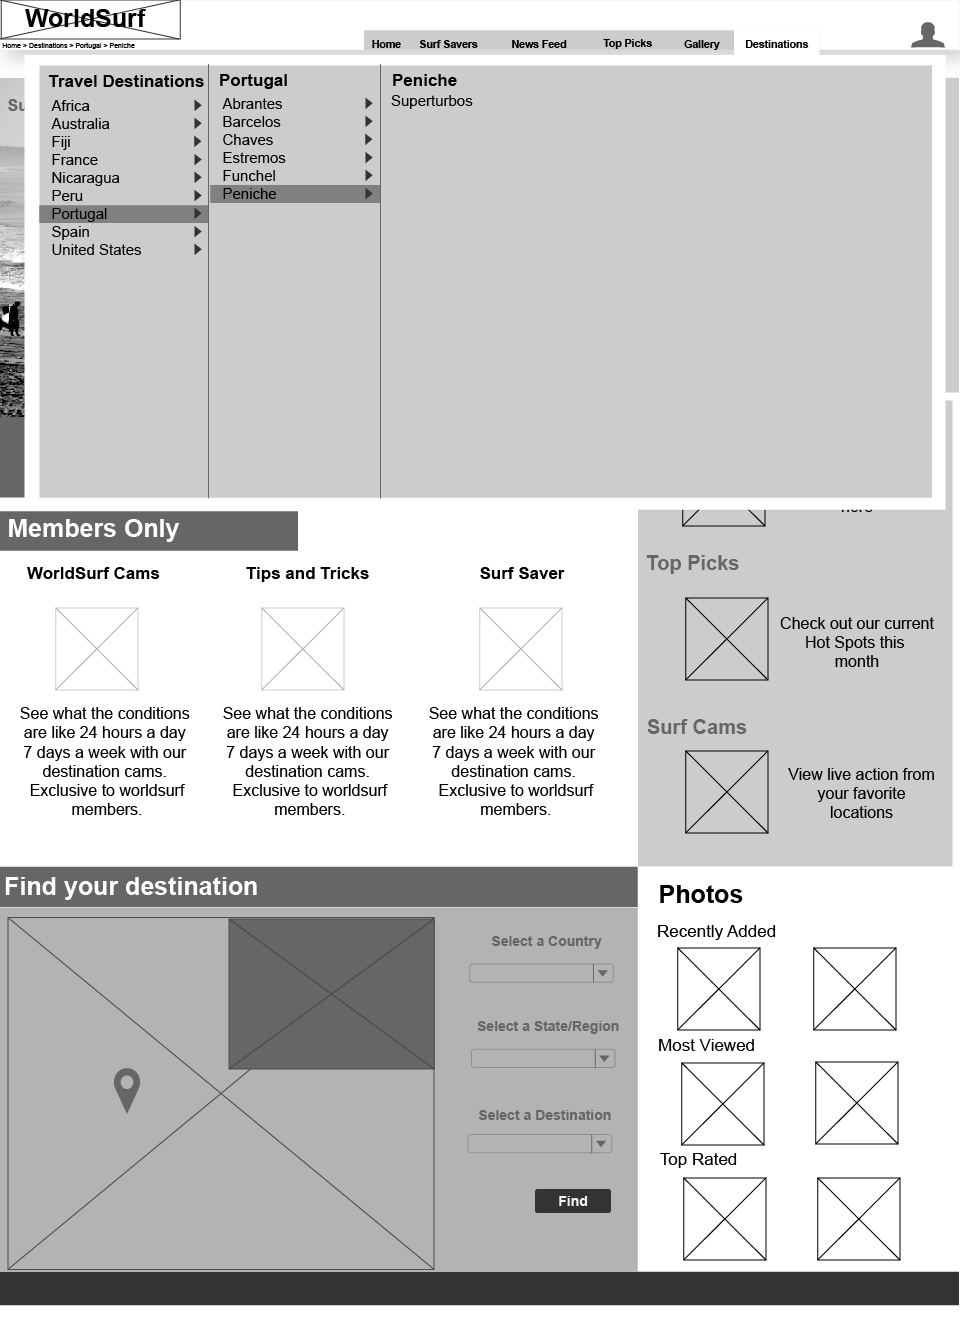 WorldSurf
Home > Destinations > Portugal > Peniche
Home Surf Savers News Feed Top Picks Gallery Destinations
Travel Destinations
Africa
Australia
Fiji
France
Nicaragua
Peru
Portugal
Spain
United States
Portugal
Abrantes
Barcelos
Chaves
Estremos
Funchel
Peniche
Peniche
Superturbos
Members Only
WorldSurf Cams
See what the conditions
are like 24 hours a day
7 days a week with our
destination cams.
Exclusive to worldsurf
members.
Tips and Tricks
See what the conditions
are like 24 hours a day
7 days a week with our
destination cams.
Exclusive to worldsurf
members.
Surf Saver
See what the conditions
are like 24 hours a day
7 days a week with our
destination cams.
Exclusive to worldsurf
members.
Top Picks
Check out our current
Hot Spots this
month
Surf Cams
View live action from
your favorite
locations
Find your destination
Select a Country
Select a State/Region
Select a Destination
Find
Photos
Recently Added
Most Viewed
Top Rated